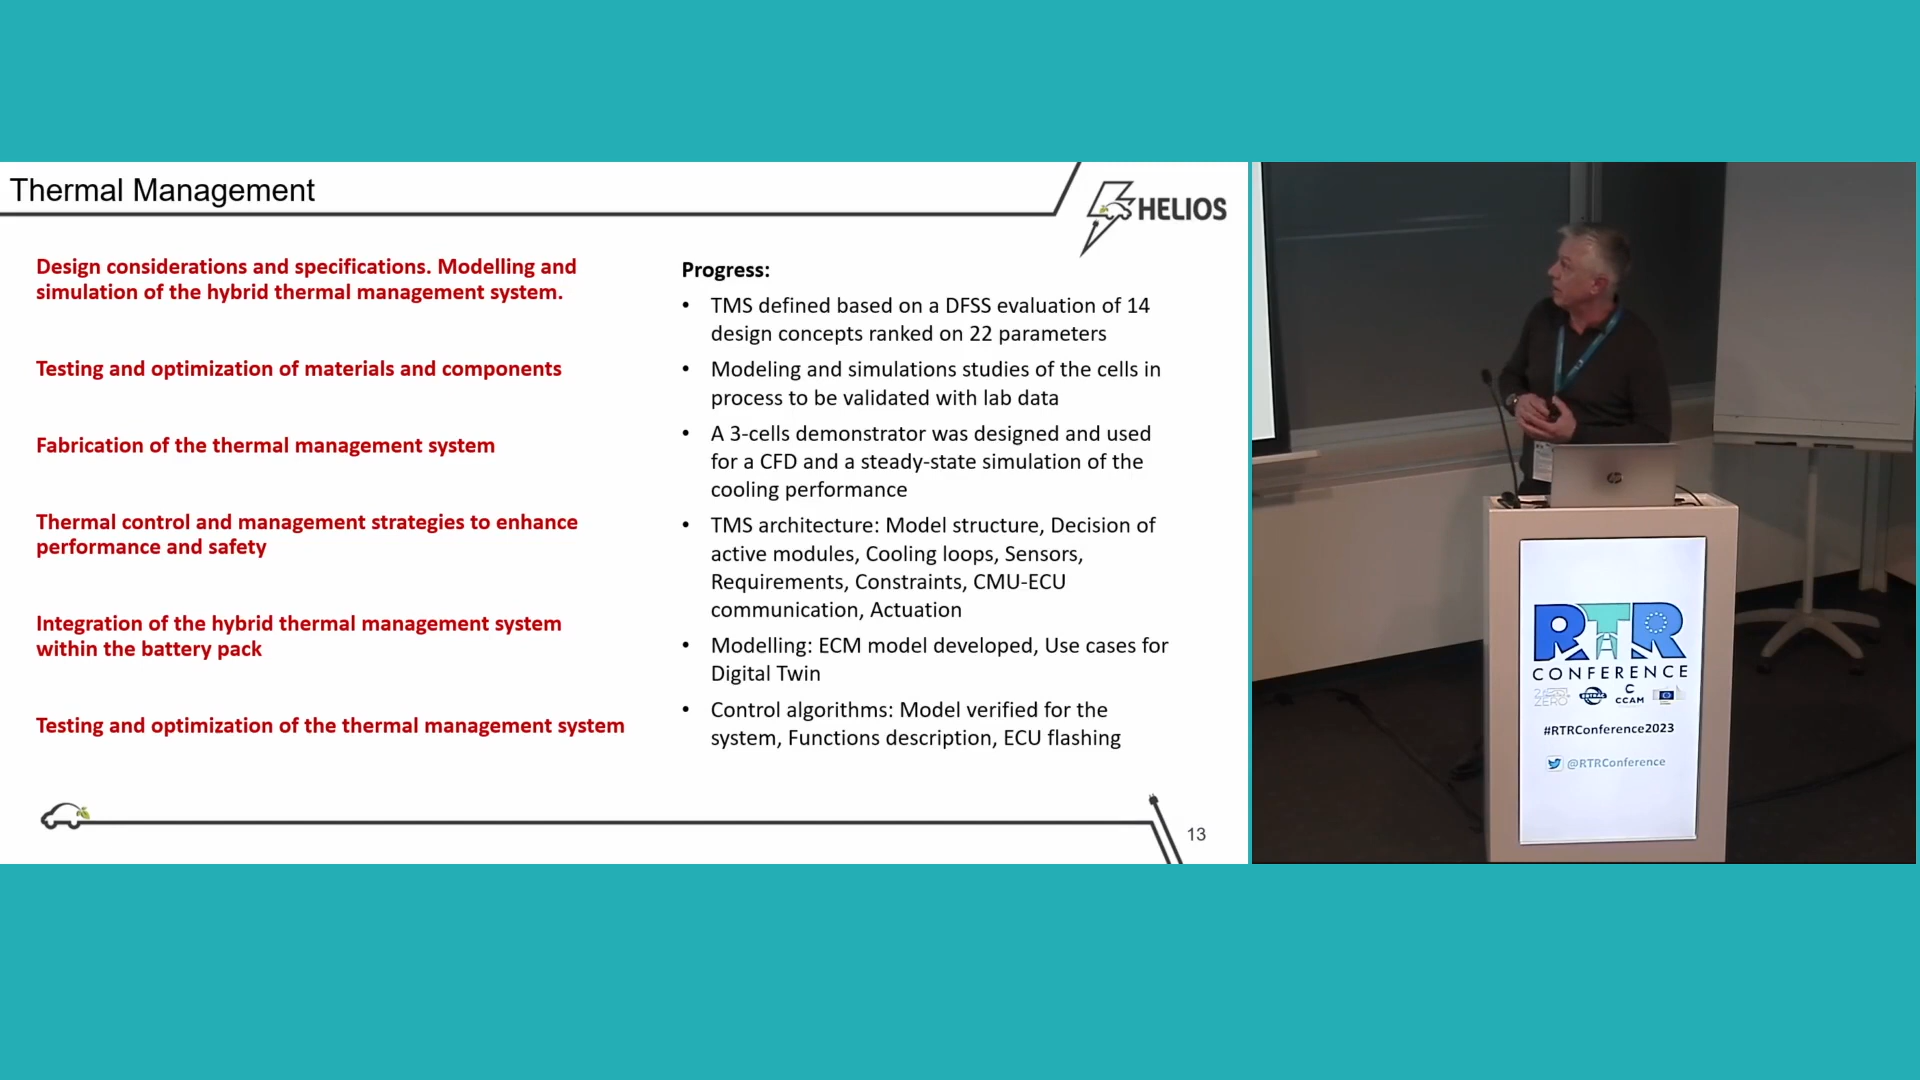 Thermal Management
HELIOS
Design considerations and specifications. Modelling and
simulation of the hybrid thermal management system.
Testing and optimization of materials and components
Fabrication of the thermal management system
Thermal control and management strategies to enhance
performance and safety
Integration of the hybrid thermal management system
within the battery pack
Testing and optimization of the thermal management system
Progress:
• TMS defined based on a DFSS evaluation of 14
design concepts ranked on 22 parameters
• Modeling and simulations studies of the cells in
process to be validated with lab data
• A 3-cells demonstrator was designed and used
for a CFD and a steady-state simulation of the
cooling performance
• TMS architecture: Model structure, Decision of
active modules, Cooling loops, Sensors,
Requirements, Constraints, CMU-ECU
communication, Actuation
• Modelling: ECM model developed, Use cases for
Digital Twin
• Control algorithms: Model verified for the
system, Functions description, ECU flashing
13
hp
RTR
CONFERENCE
ZERO
CCAM
#RTRConference2023
@RTRConference